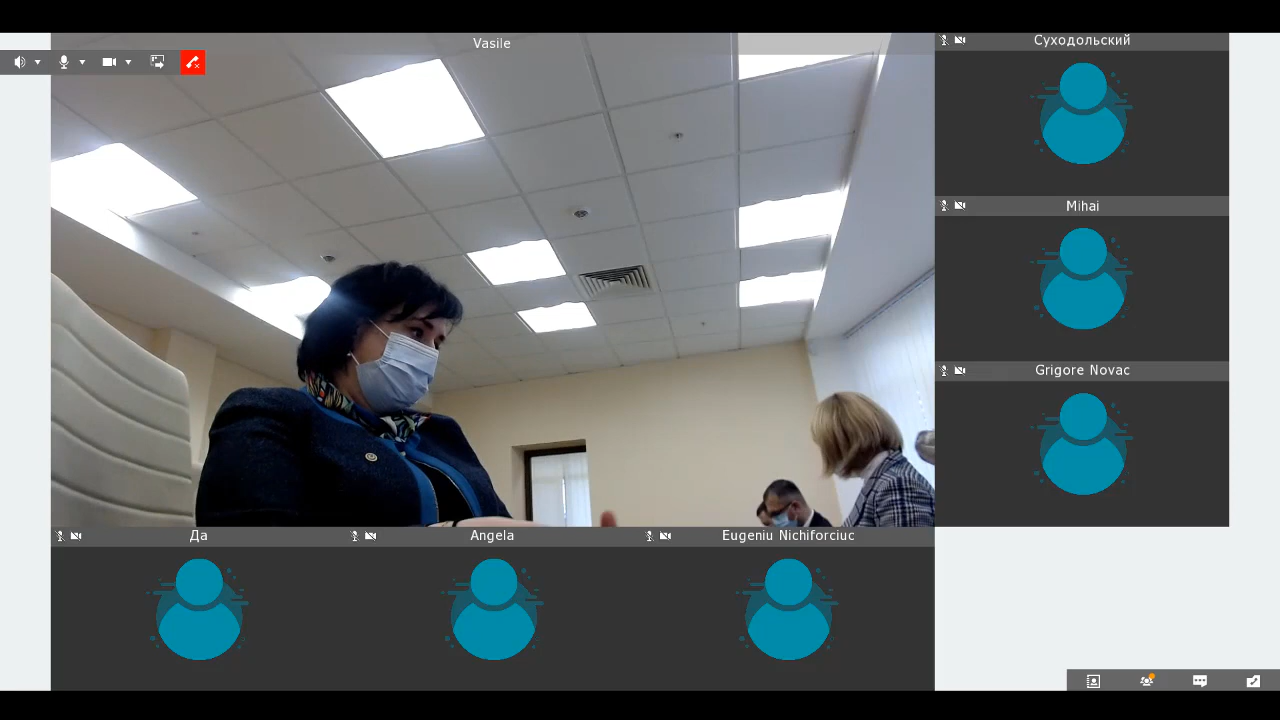 Vasile
Суходольский
Mihai
Grigore Novac
Да
Angela
Eugeniu Nichiforciuc